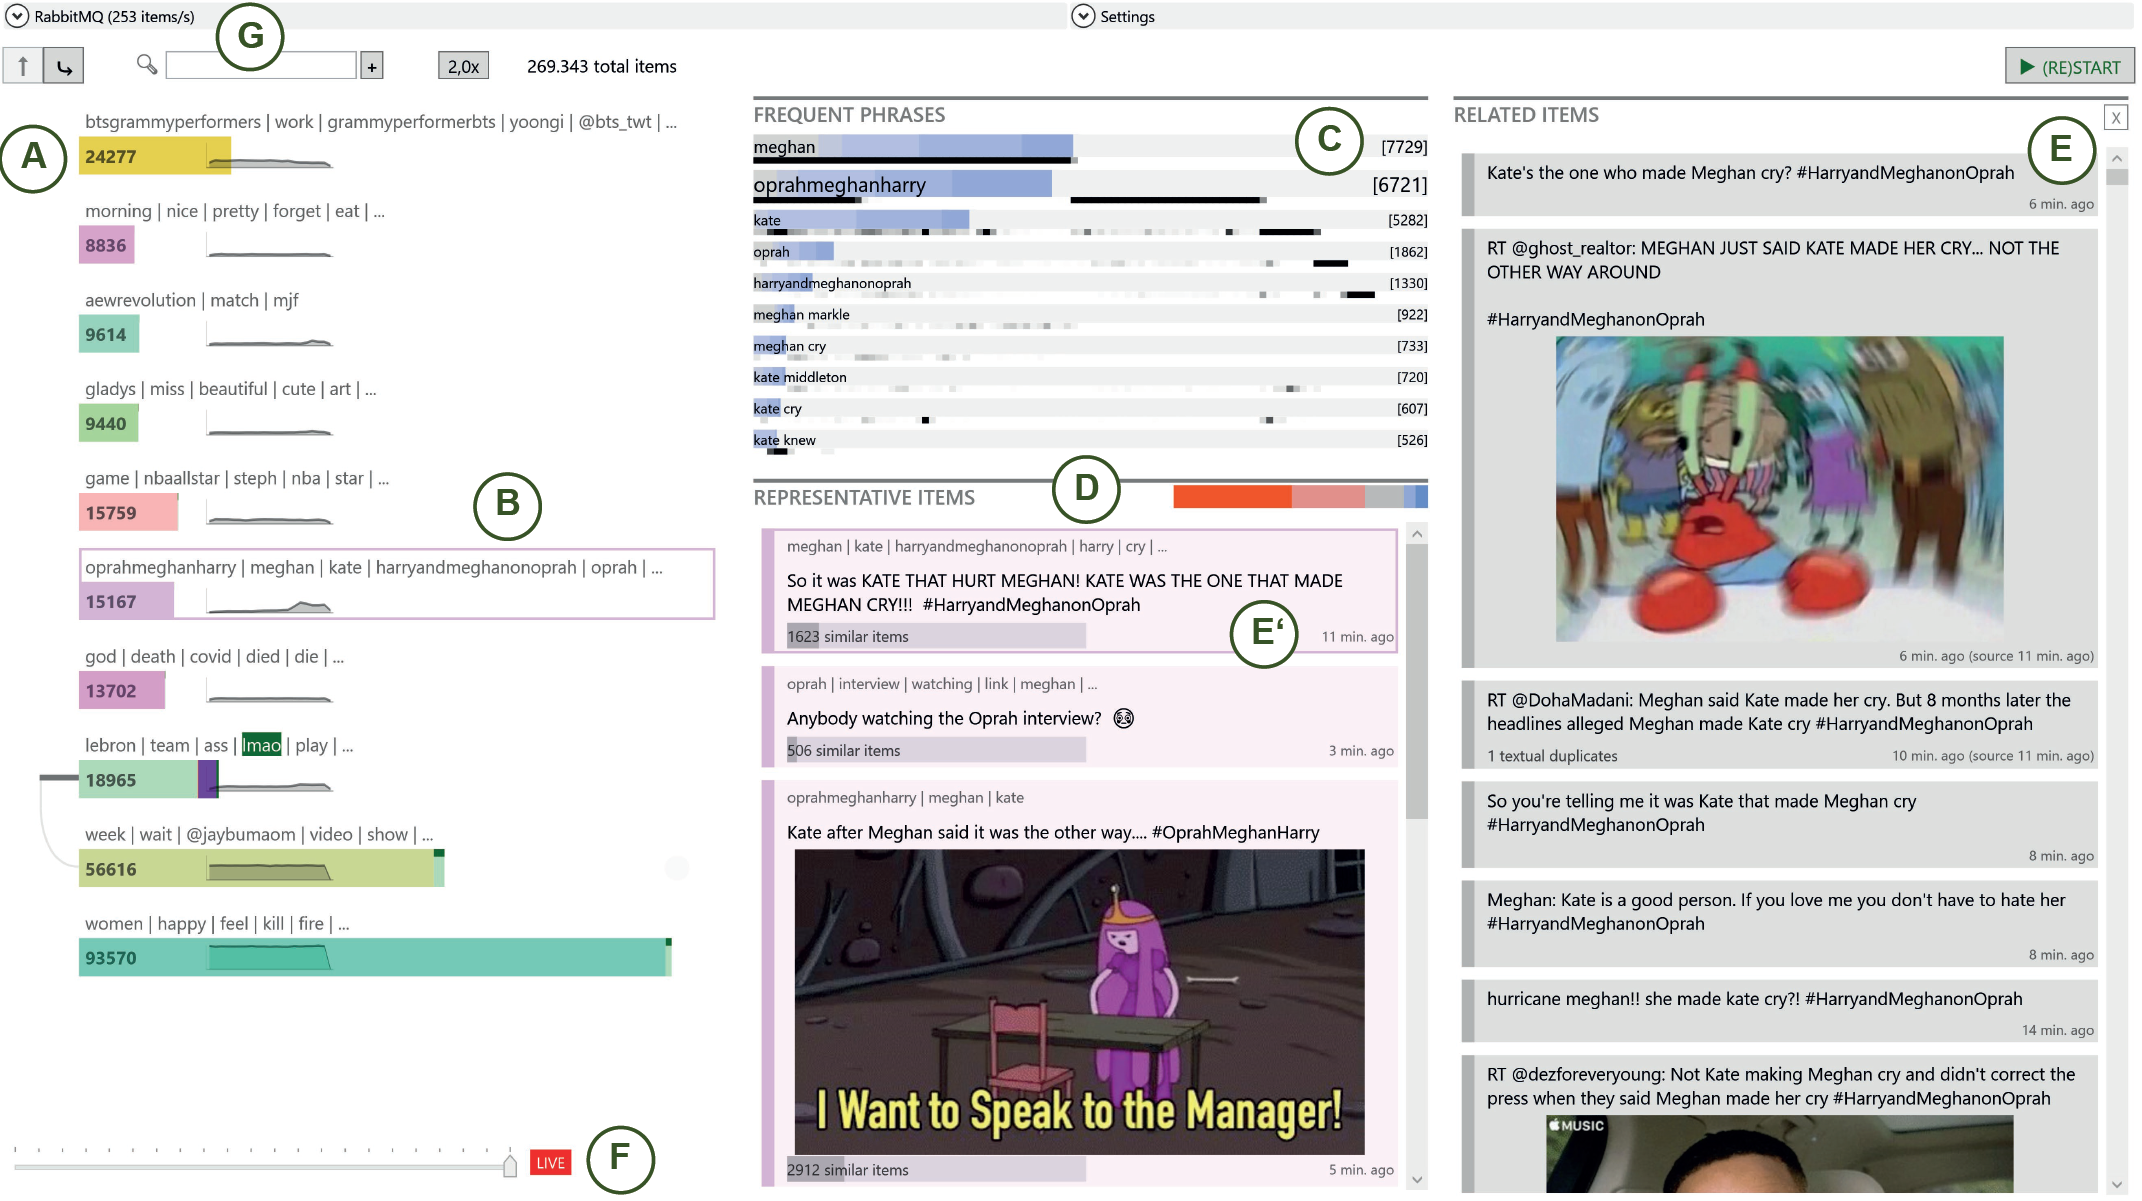 RabbitMQ (253 items/s)
Settings
G
+
2,0x
269.343 total items
(RE)START
A
btsgrammyperformers | work | grammyperformerbts | yoongi | @bts_twt | ...
24277
morning | nice | pretty | forget | eat | ...
8836
aewrevolution | match | mjf
9614
gladys | miss | beautiful | cute | art | ...
9440
game | nbaallstar | steph | nba | star | ...
15759
B
oprahmeghanharry | meghan | kate | harryandmeghanonoprah | oprah | ...
15167
god | death | covid | died | die | ...
13702
lebron | team | ass | lmao | play | ...
18965
week | wait | @jaybumaom | video | show | ...
56616
women | happy | feel | kill | fire | ...
93570
LIVE
F
FREQUENT PHRASES
C
meghan [7729]
oprahmeghanharry [6721]
kate [5282]
oprah [1862]
harryandmeghanonoprah [1330]
meghan markle [922]
meghan cry [733]
kate middleton [720]
kate cry [607]
kate knew [526]
D
REPRESENTATIVE ITEMS
meghan | kate | harryandmeghanonoprah | harry | cry | ...
So it was KATE THAT HURT MEGHAN! KATE WAS THE ONE THAT MADE
MEGHAN CRY!!! #HarryandMeghanonOprah
E‘
1623 similar items 11 min. ago
oprah | interview | watching | link | meghan | ...
Anybody watching the Oprah interview?
506 similar items 3 min. ago
oprahmeghanharry | meghan | kate
Kate after Meghan said it was the other way.... #OprahMeghanHarry
I Want to Speak to the Manager!
2912 similar items 5 min. ago
RELATED ITEMS
X
E
Kate's the one who made Meghan cry? #HarryandMeghanonOprah
6 min. ago
RT @ghost_realtor: MEGHAN JUST SAID KATE MADE HER CRY... NOT THE
OTHER WAY AROUND
#HarryandMeghanonOprah
6 min. ago (source 11 min. ago)
RT @DohaMadani: Meghan said Kate made her cry. But 8 months later the
headlines alleged Meghan made Kate cry #HarryandMeghanonOprah
1 textual duplicates 10 min. ago (source 11 min. ago)
So you're telling me it was Kate that made Meghan cry
#HarryandMeghanonOprah
8 min. ago
Meghan: Kate is a good person. If you love me you don't have to hate her
#HarryandMeghanonOprah
8 min. ago
hurricane meghan!! she made kate cry?! #HarryandMeghanonOprah
14 min. ago
RT @dezforeveryoung: Not Kate making Meghan cry and didn't correct the
press when they said Meghan made her cry #HarryandMeghanonOprah
MUSIC